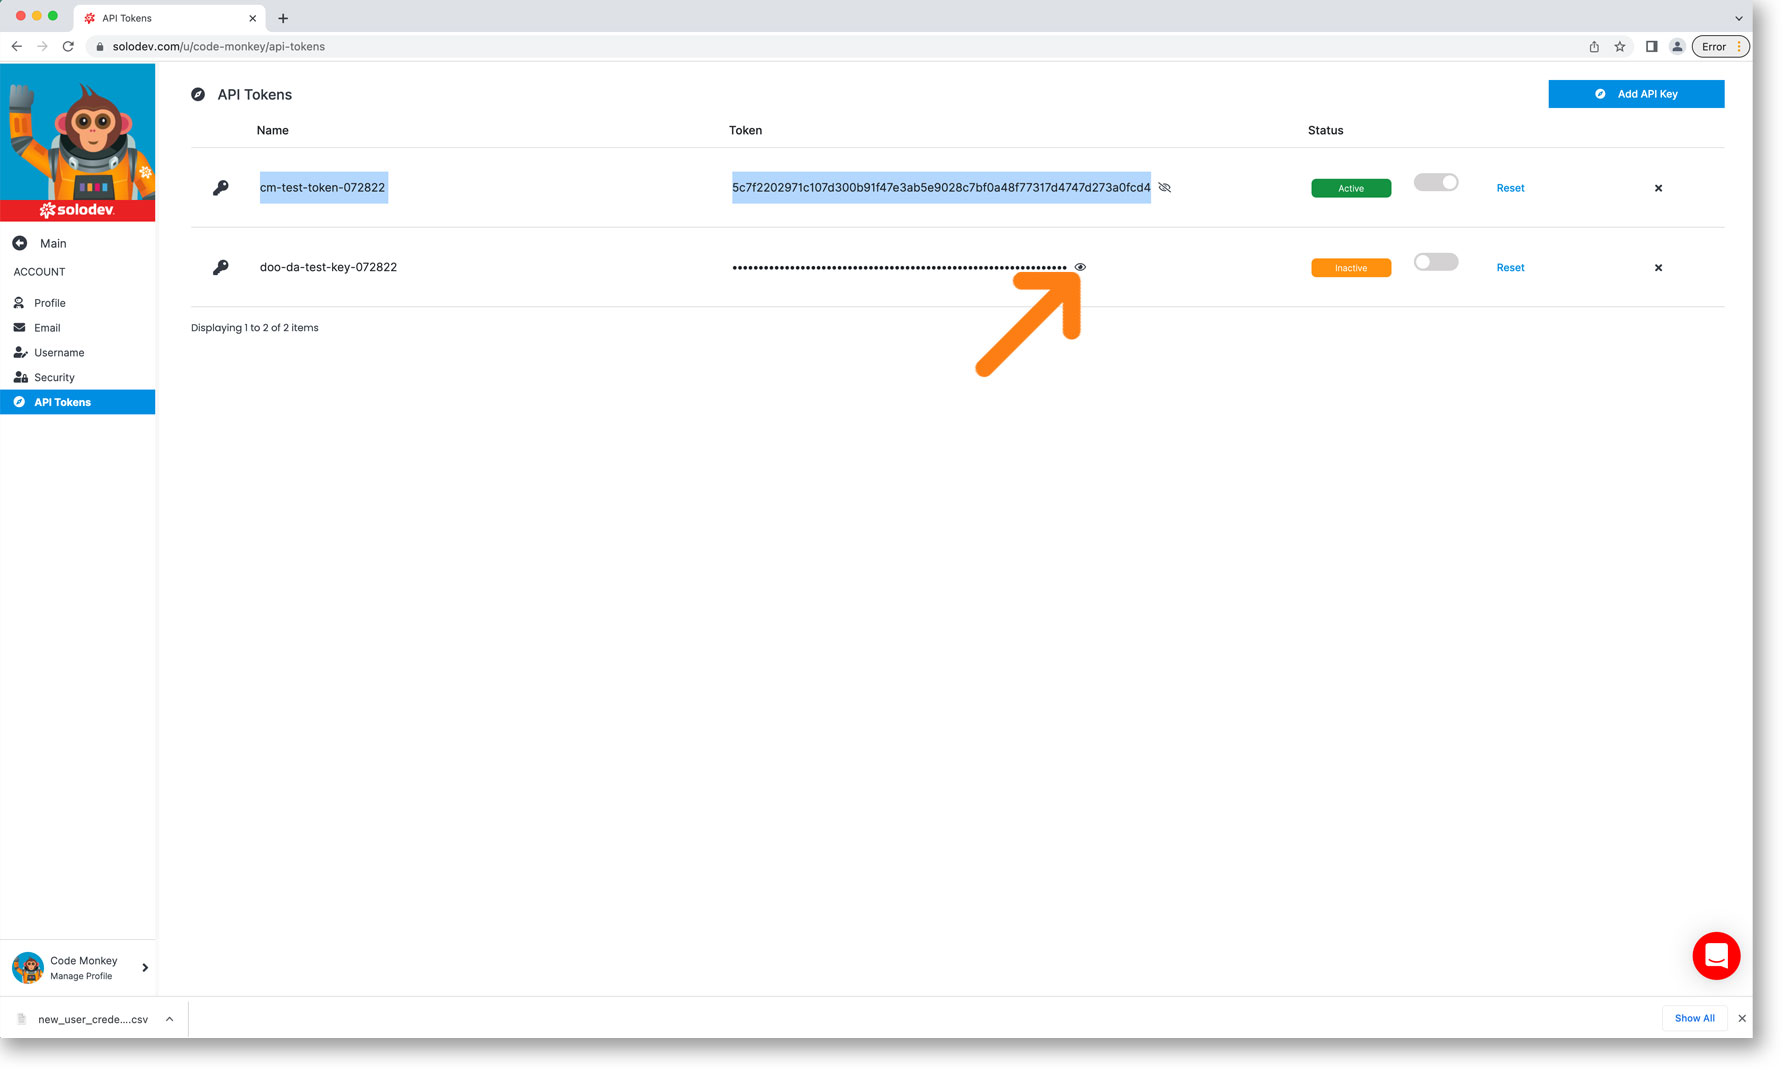 API Tokens
solodev.com/u/code-monkey/api-tokens
Error
API Tokens
Add API Key
Name Token Status
cm-test-token-072822 5c7f2202971c107d300b91f47e3ab5e9028c7bf0a48f77317d4747d273a0fcd4 Active Reset
doo-da-test-key-072822 •••••••••••••••••••••••••••••••••••••••••••••••••••••••••••••••• Inactive Reset
Displaying 1 to 2 of 2 items
solodev
Main
ACCOUNT
Profile
Email
Username
Security
API Tokens
Code Monkey
Manage Profile
new_user_crede....csv
Show All